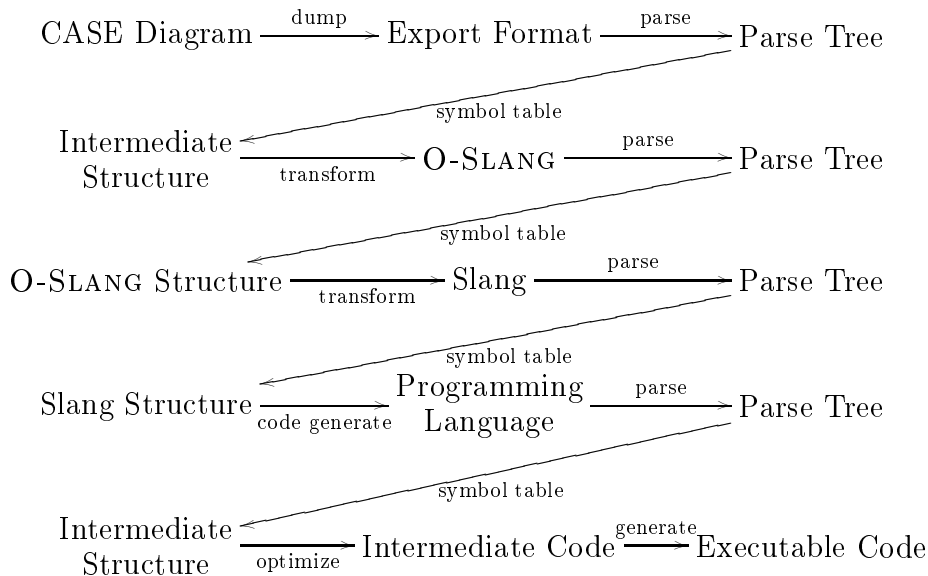 dump
parse
CASE Diagram Export Format Parse Tree
symbol table
Intermediate
Structure
transform
O-SLANG
parse
Parse Tree
symbol table
O-SLANG Structure
transform
Slang
parse
Parse Tree
symbol table
Slang Structure
code generate
Programming
Language
parse
Parse Tree
symbol table
Intermediate
Structure
optimize
Intermediate Code
generate
Executable Code